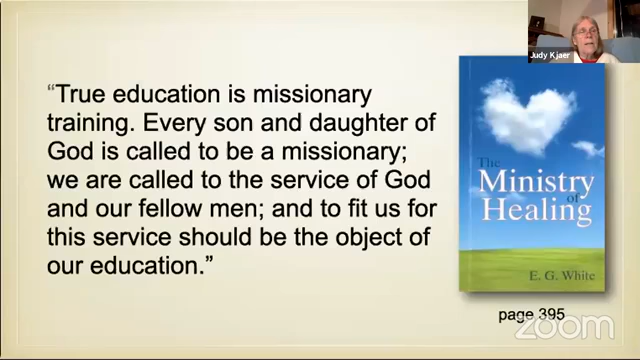 “True education is missionary
training. Every son and daughter of
God is called to be a missionary;
we are called to the service of God
and our fellow men; and to fit us for
this service should be the object of
our education.”
Judy Kjaer
The
Ministry
of
Healing
E. G. White
page 395
zoom